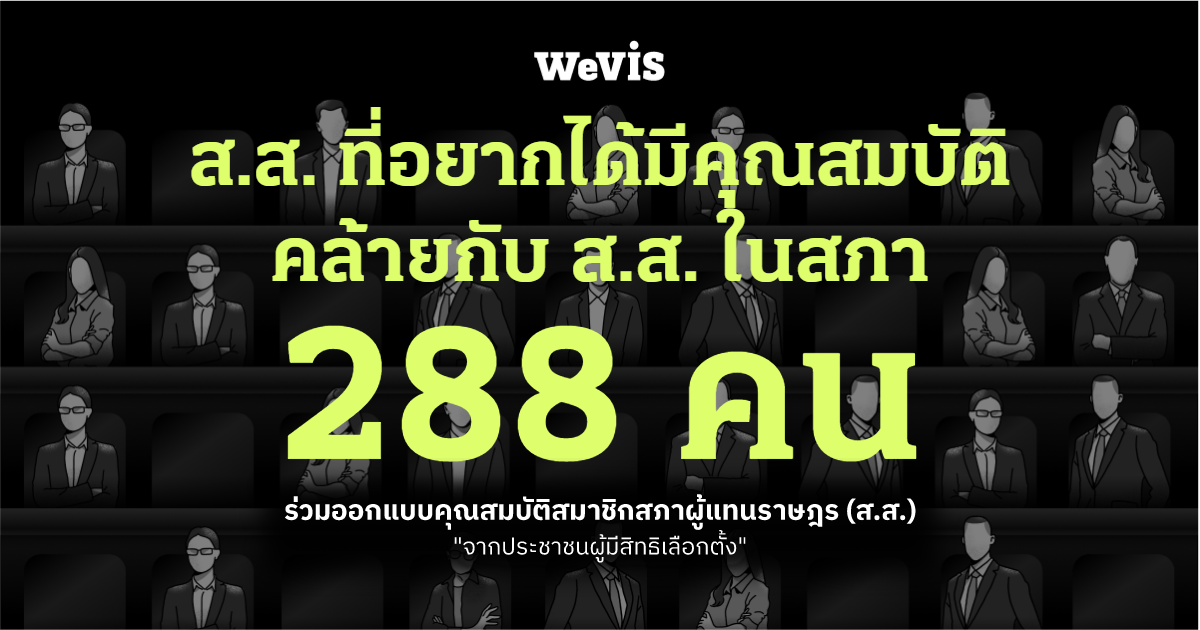 WeVIS
ส.ส. ที่อยากได้มีคุณสมบัติ
คล้ายกับ ส.ส. ในสภา
288 คน
ร่วมออกแบบคุณสมบัติสมาชิกสภาผู้แทนราษฎร (ส.ส.)
"จากประชาชนผู้มีสิทธิเลือกตั้ง"